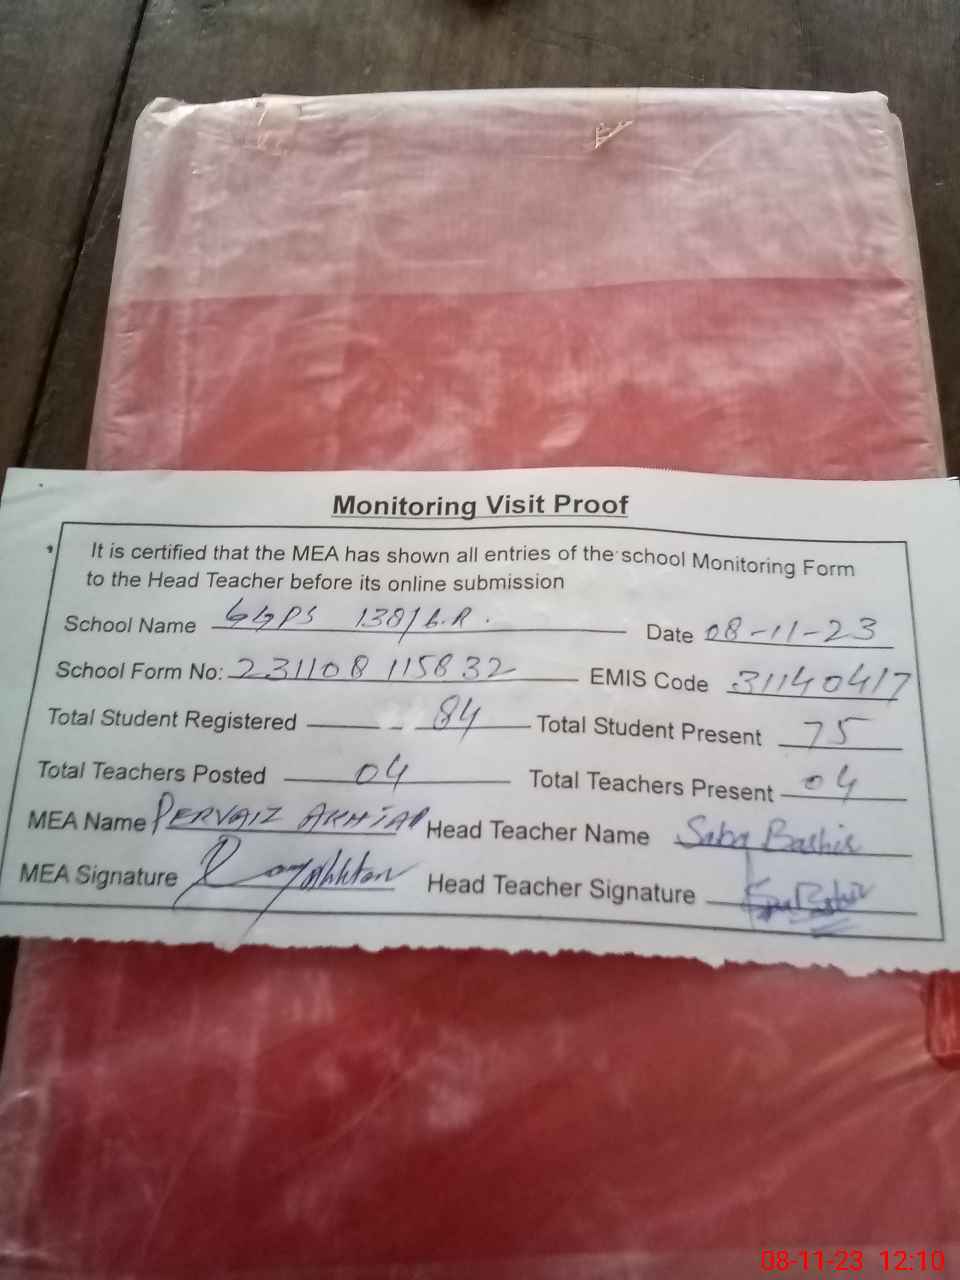 Monitoring Visit Proof
It is certified that the MEA has shown all entries of the school Monitoring Form
to the Head Teacher before its online submission
School Name GGPS 138/6.R. Date 08-11-23
School Form No: 231108 115832 EMIS Code 31140417
Total Student Registered 84 Total Student Present 75
Total Teachers Posted 04 Total Teachers Present 04
MEA Name PERVAIZ AKHTAR Head Teacher Name Saba Bashir
MEA Signature Head Teacher Signature
08-11-23 12:10